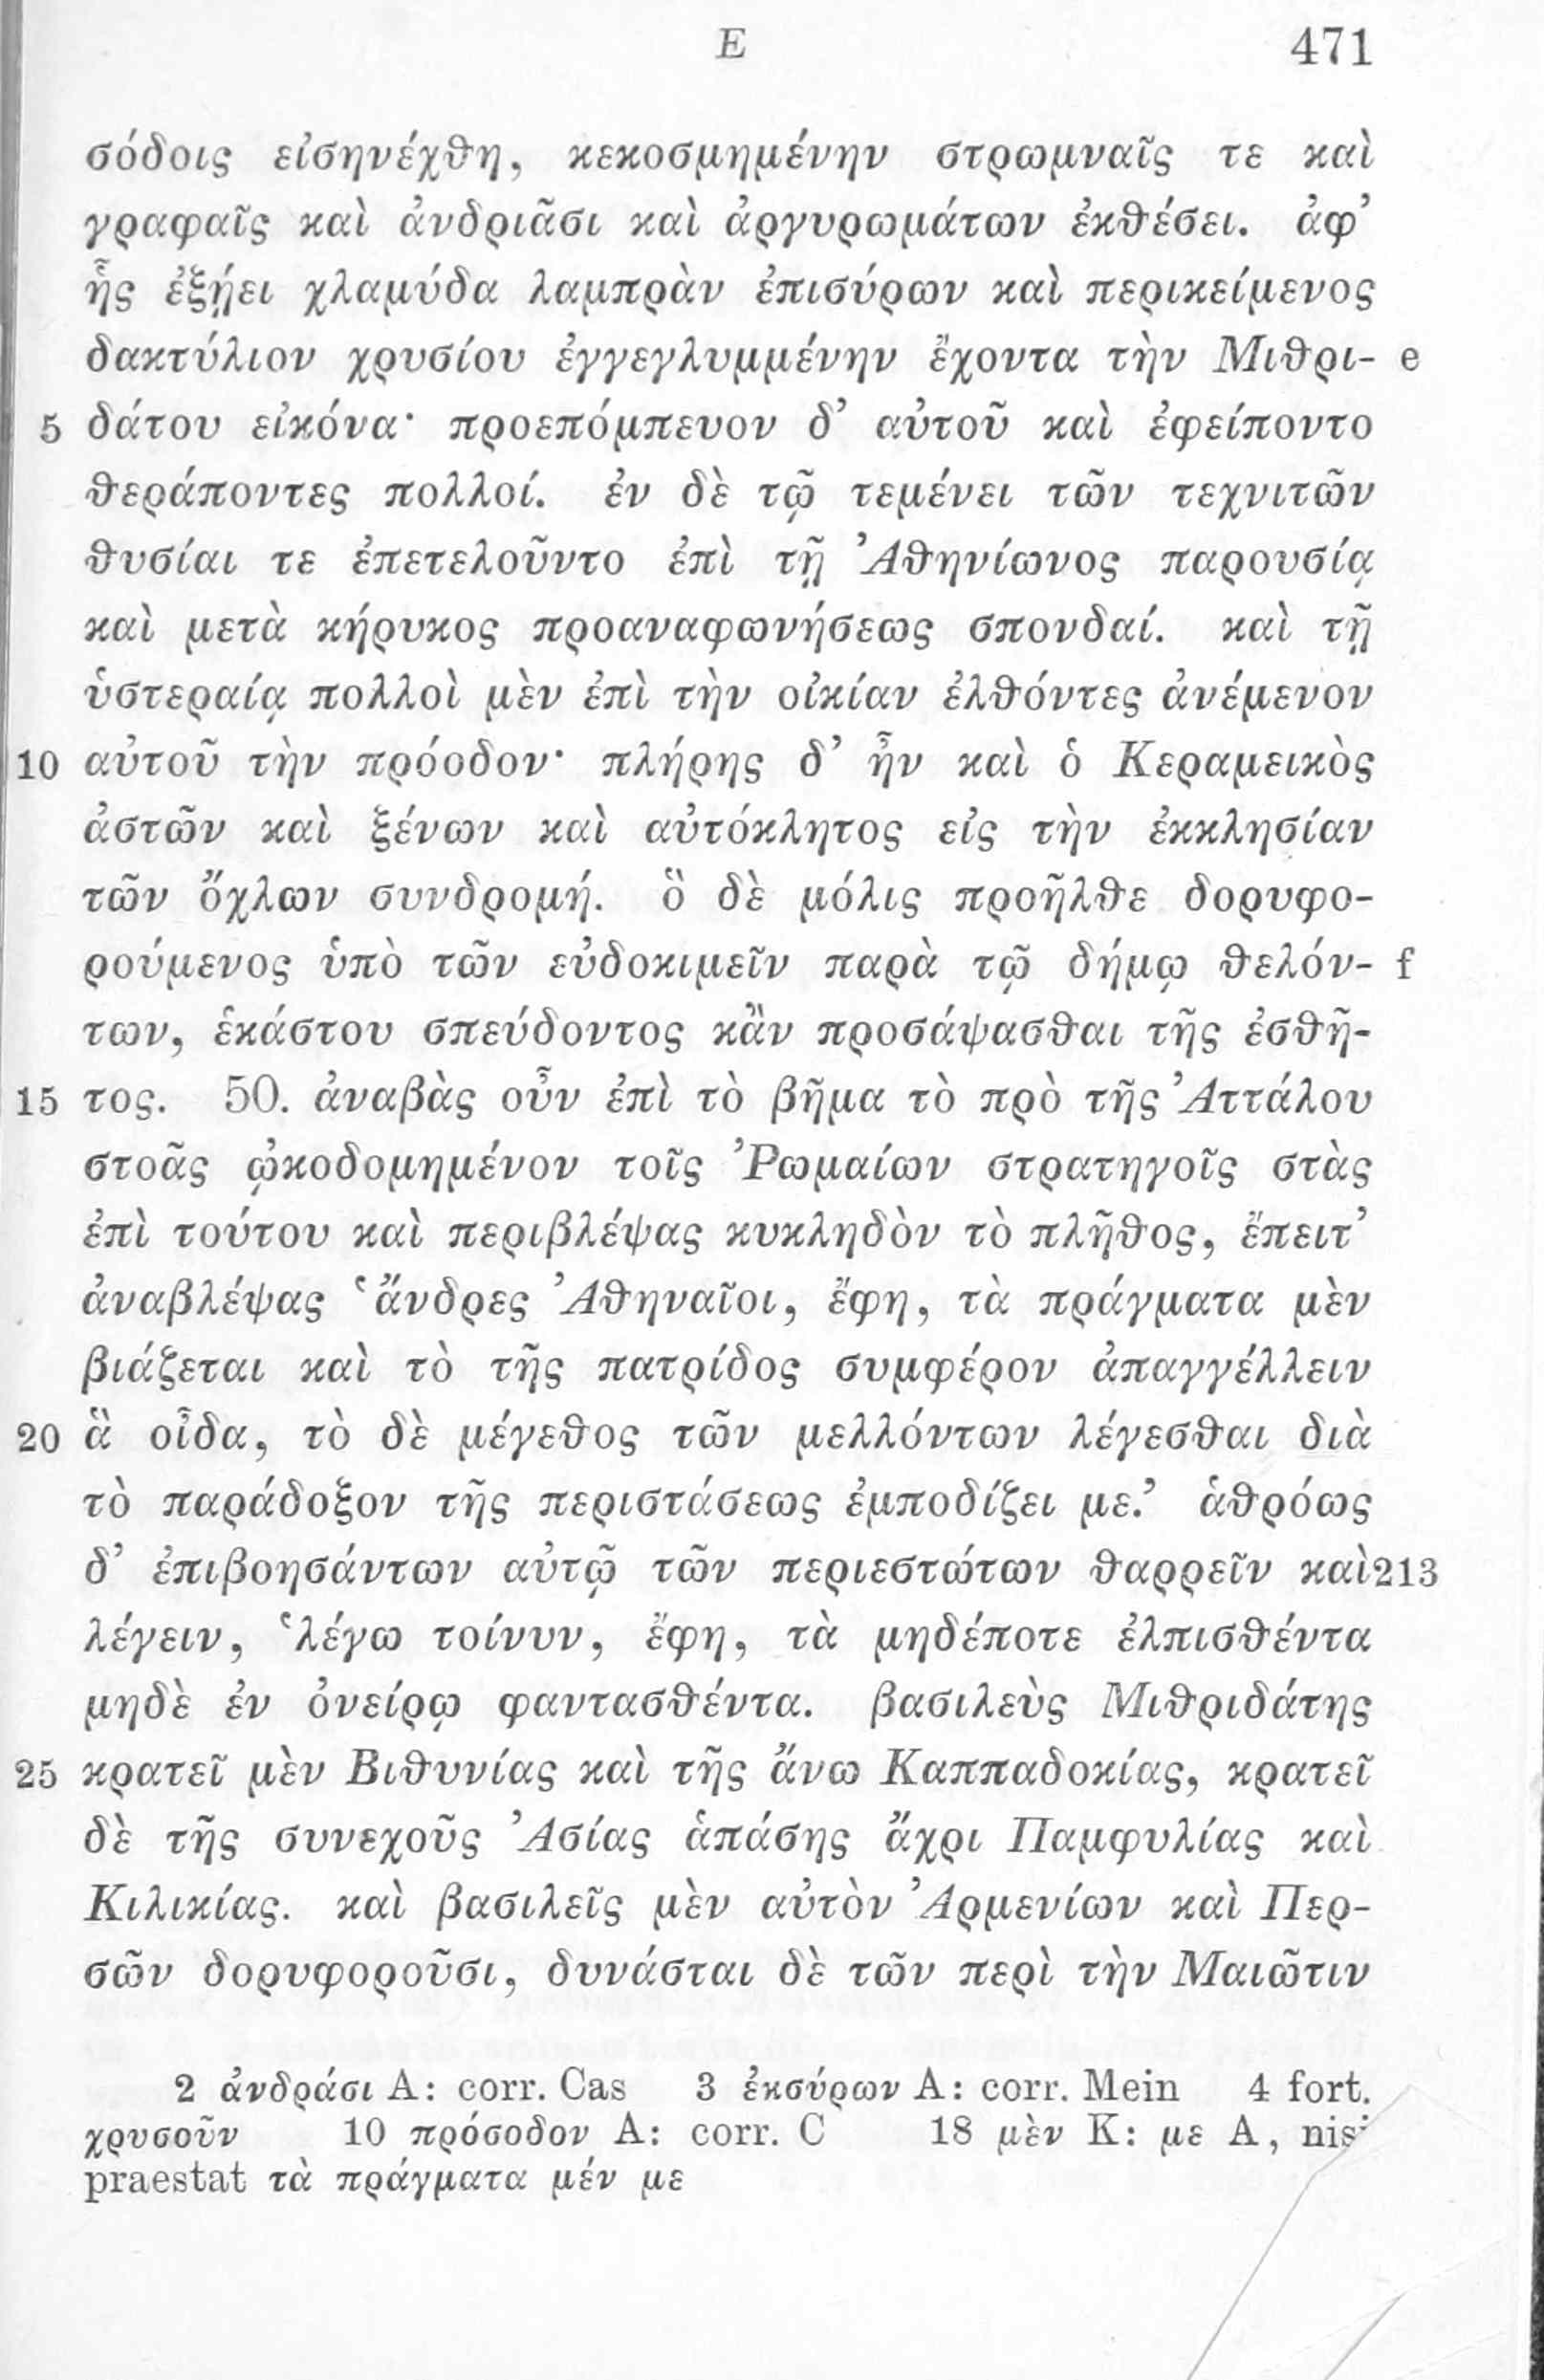 E 471
σόδοις εἰσηνέχθη, κεκοσμημένην στρωμναῖς τε καὶ
γραφαῖς καὶ ἀνδριᾶσι καὶ ἀργυρωμάτων ἐκθέσει. ἀφ’
ἧς ἐξῄει χλαμύδα λαμπρὰν ἐπισύρων καὶ περικείμενος
δακτύλιον χρυσίου ἐγγεγλυμμένην ἔχοντα τὴν Μιθρι- e
5 δάτου εἰκόνα· προεπόμπευον δ’ αὐτοῦ καὶ ἐφείποντο
θεράποντες πολλοί. ἐν δὲ τῷ τεμένει τῶν τεχνιτῶν
θυσίαι τε ἐπετελοῦντο ἐπὶ τῇ Ἀθηνίωνος παρουσίᾳ
καὶ μετὰ κήρυκος προαναφωνήσεως σπονδαί. καὶ τῇ
ὑστεραίᾳ πολλοὶ μὲν ἐπὶ τὴν οἰκίαν ἐλθόντες ἀνέμενον
10 αὐτοῦ τὴν πρόοδον· πλήρης δ’ ἦν καὶ ὁ Κεραμεικὸς
ἀστῶν καὶ ξένων καὶ αὐτόκλητος εἰς τὴν ἐκκλησίαν
τῶν ὄχλων συνδρομή. ὃ δὲ μόλις προῆλθε δορυφο-
ρούμενος ὑπὸ τῶν εὐδοκιμεῖν παρὰ τῷ δήμῳ θελόν- f
των, ἑκάστου σπεύδοντος κἂν προσάψασθαι τῆς ἐσθῆ-
15 τος. 50. ἀναβὰς οὖν ἐπὶ τὸ βῆμα τὸ πρὸ τῆς Ἀττάλου
στοᾶς ᾠκοδομημένον τοῖς Ῥωμαίων στρατηγοῖς στὰς
ἐπὶ τούτου καὶ περιβλέψας κυκληδὸν τὸ πλῆθος, ἔπειτ’
ἀναβλέψας ‘ἄνδρες Ἀθηναῖοι, ἔφη, τὰ πράγματα μὲν
βιάζεται καὶ τὸ τῆς πατρίδος συμφέρον ἀπαγγέλλειν
20 ἃ οἶδα, τὸ δὲ μέγεθος τῶν μελλόντων λέγεσθαι διὰ
τὸ παράδοξον τῆς περιστάσεως ἐμποδίζει με.’ ἁθρόως
δ’ ἐπιβοησάντων αὐτῷ τῶν περιεστώτων θαρρεῖν καὶ 213
λέγειν, ‘λέγω τοίνυν, ἔφη, τὰ μηδέποτε ἐλπισθέντα
μηδὲ ἐν ὀνείρῳ φαντασθέντα. βασιλεὺς Μιθριδάτης
25 κρατεῖ μὲν Βιθυνίας καὶ τῆς ἄνω Καππαδοκίας, κρατεῖ
δὲ τῆς συνεχοῦς Ἀσίας ἁπάσης ἄχρι Παμφυλίας καὶ
Κιλικίας. καὶ βασιλεῖς μὲν αὐτὸν Ἀρμενίων καὶ Περ-
σῶν δορυφοροῦσι, δυνάσται δὲ τῶν περὶ τὴν Μαιῶτιν
2 ἀνδράσι A: corr. Cas 3 ἐκσύρων A: corr. Mein 4 fort.
χρυσοῦν 10 πρόσοδον A: corr. C 18 μὲν K: με A, nisi
praestat τὰ πράγματα μέν με